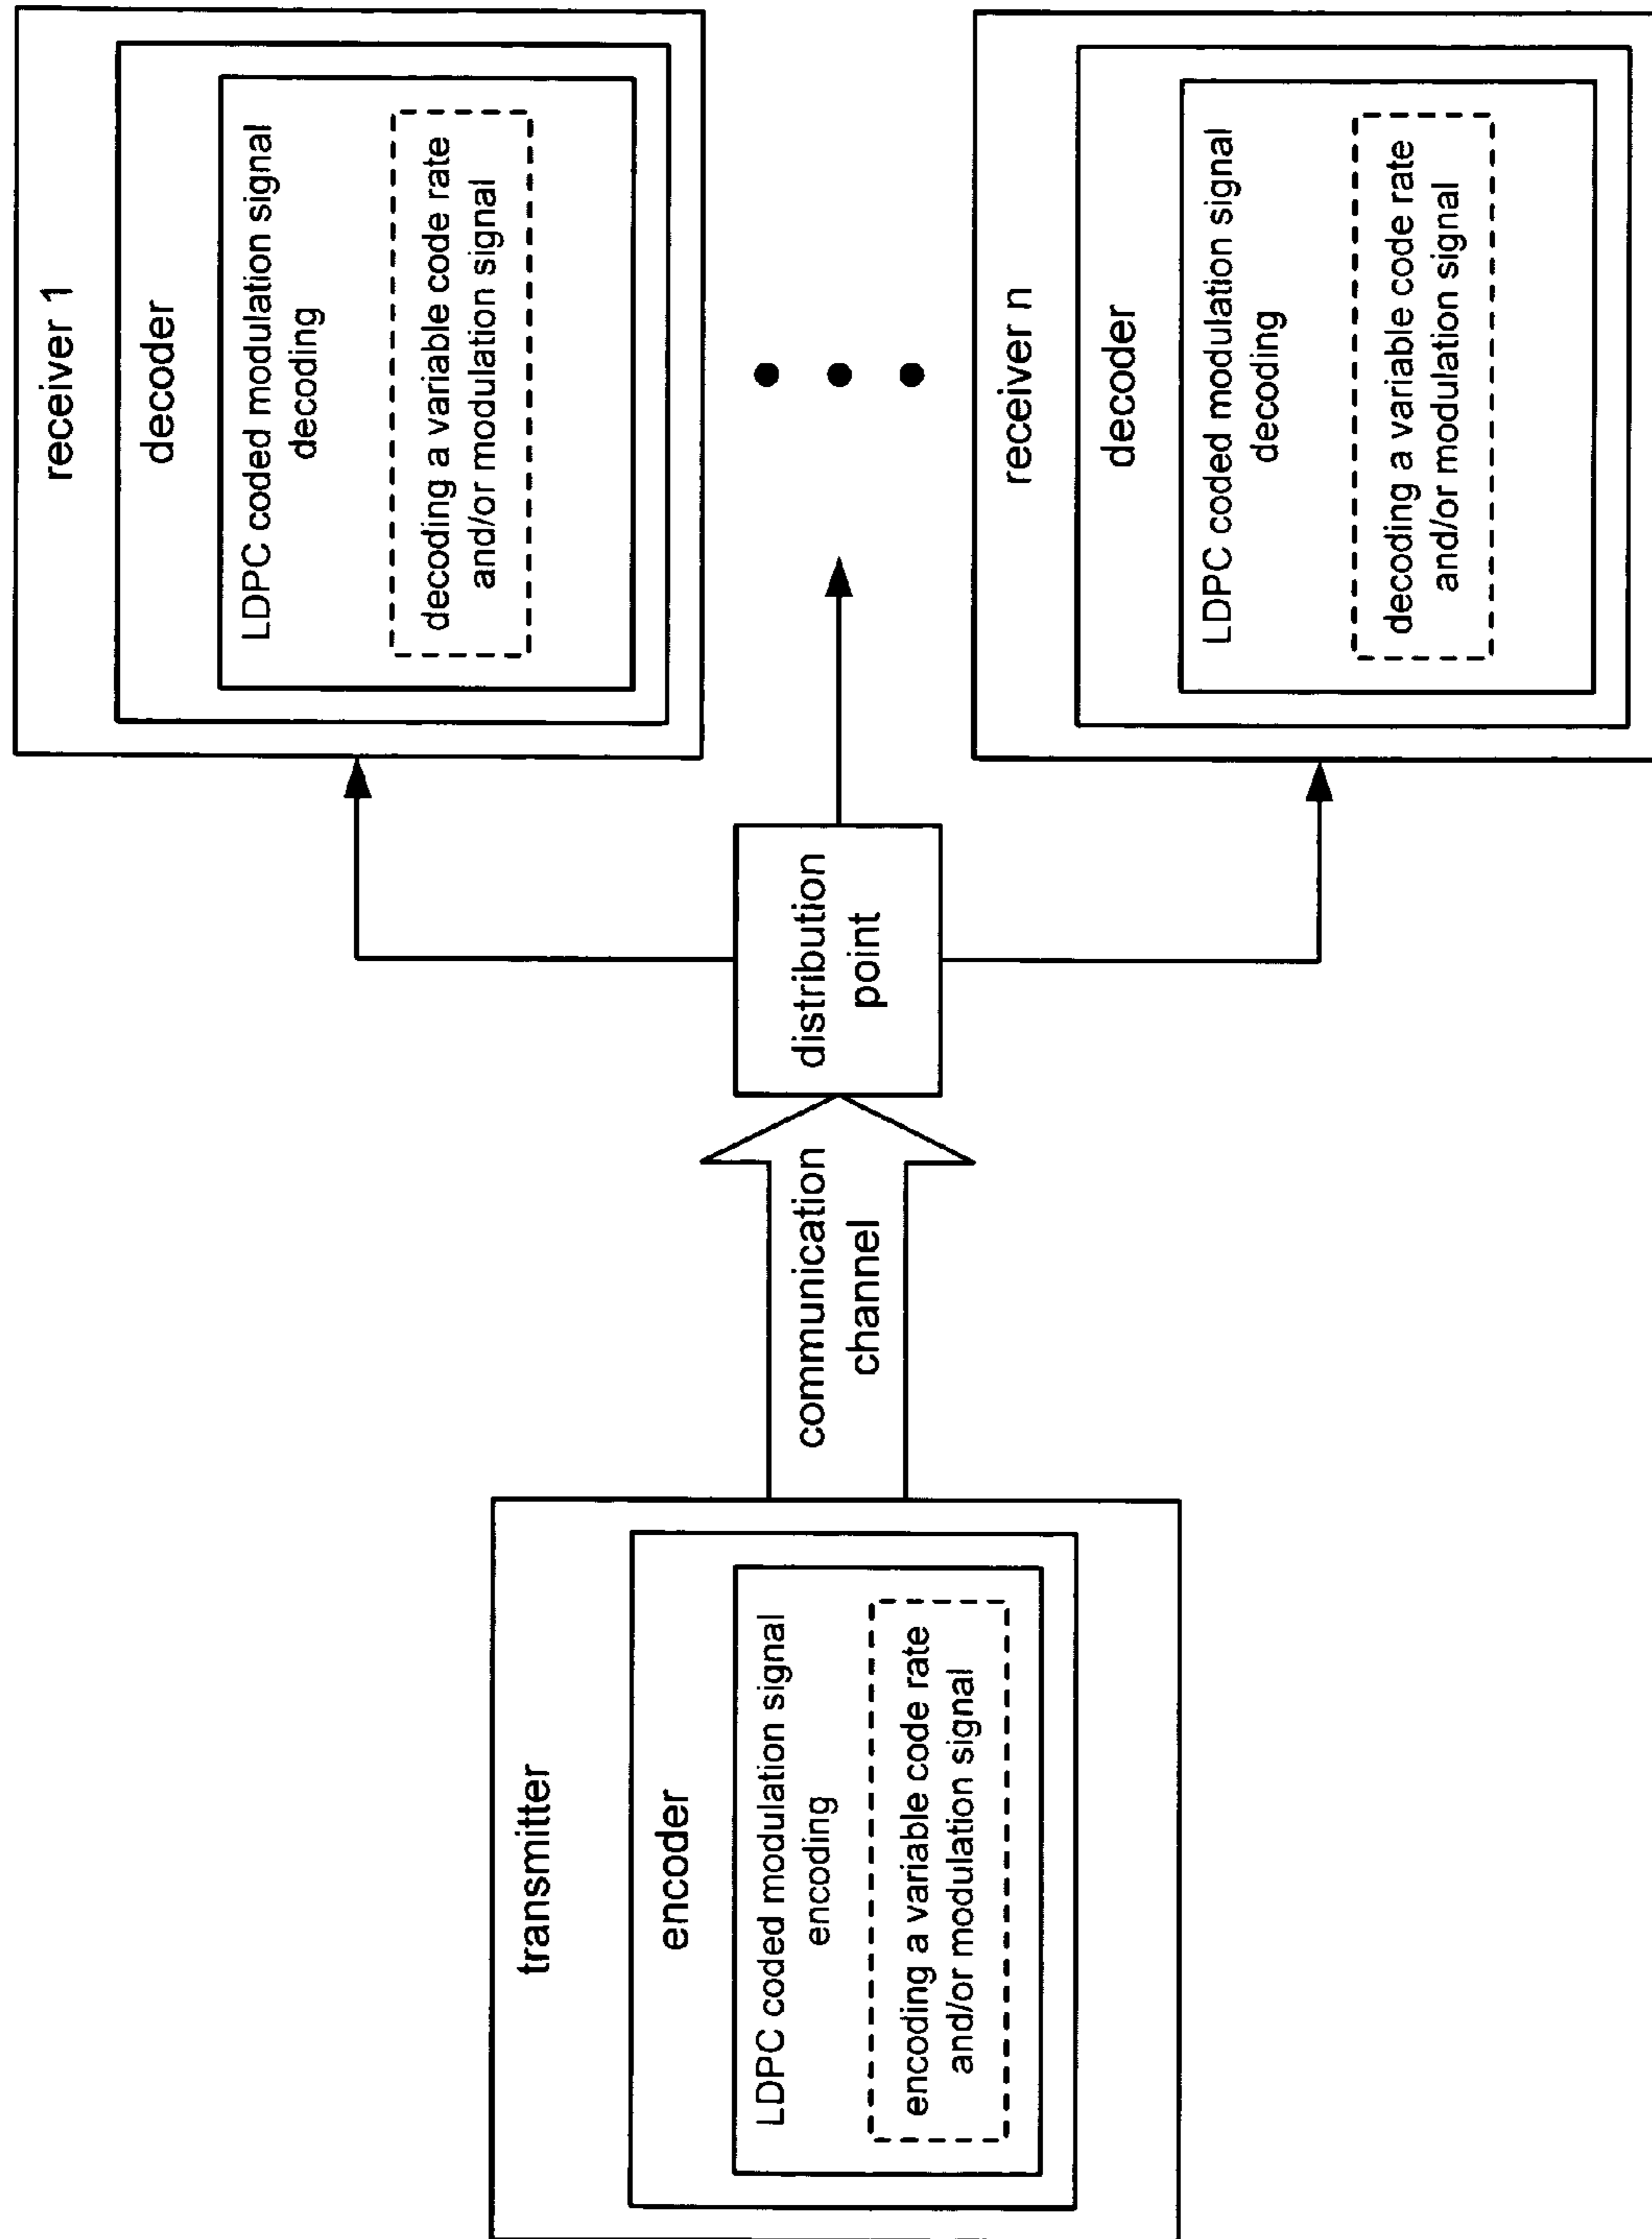 transmitter
encoder
LDPC coded modulation signal
encoding
encoding a variable code rate
and/or modulation signal
communication
channel
distribution
point
receiver 1
decoder
LDPC coded modulation signal
decoding
decoding a variable code rate
and/or modulation signal
receiver n
decoder
LDPC coded modulation signal
decoding
decoding a variable code rate
and/or modulation signal